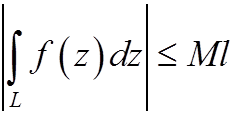 |∫_L f(z)dz| ≤ Ml